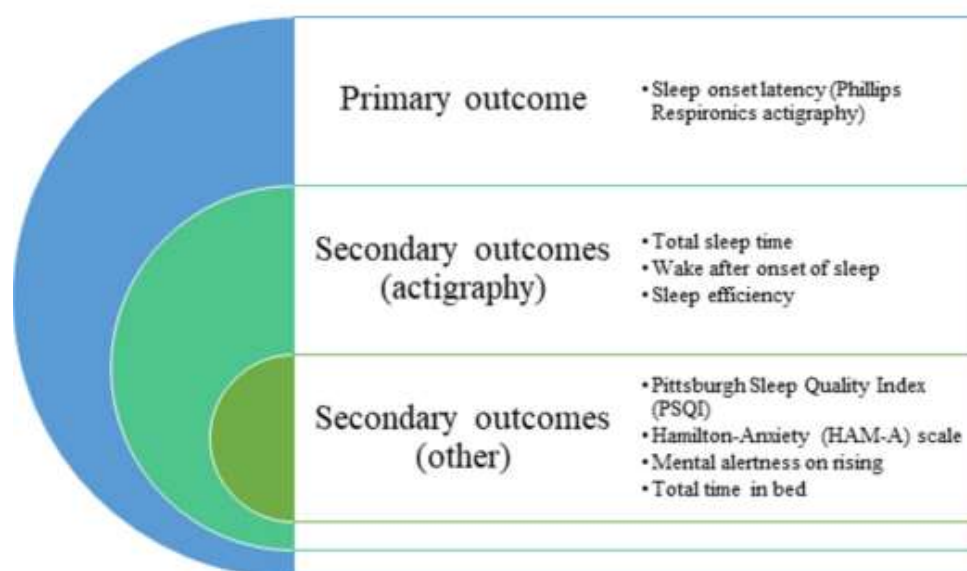 Primary outcome
• Sleep onset latency (Phillips
Respironics actigraphy)
Secondary outcomes
(actigraphy)
• Total sleep time
• Wake after onset of sleep
• Sleep efficiency
Secondary outcomes
(other)
• Pittsburgh Sleep Quality Index
(PSQI)
• Hamilton-Anxiety (HAM-A) scale
• Mental alertness on rising
• Total time in bed